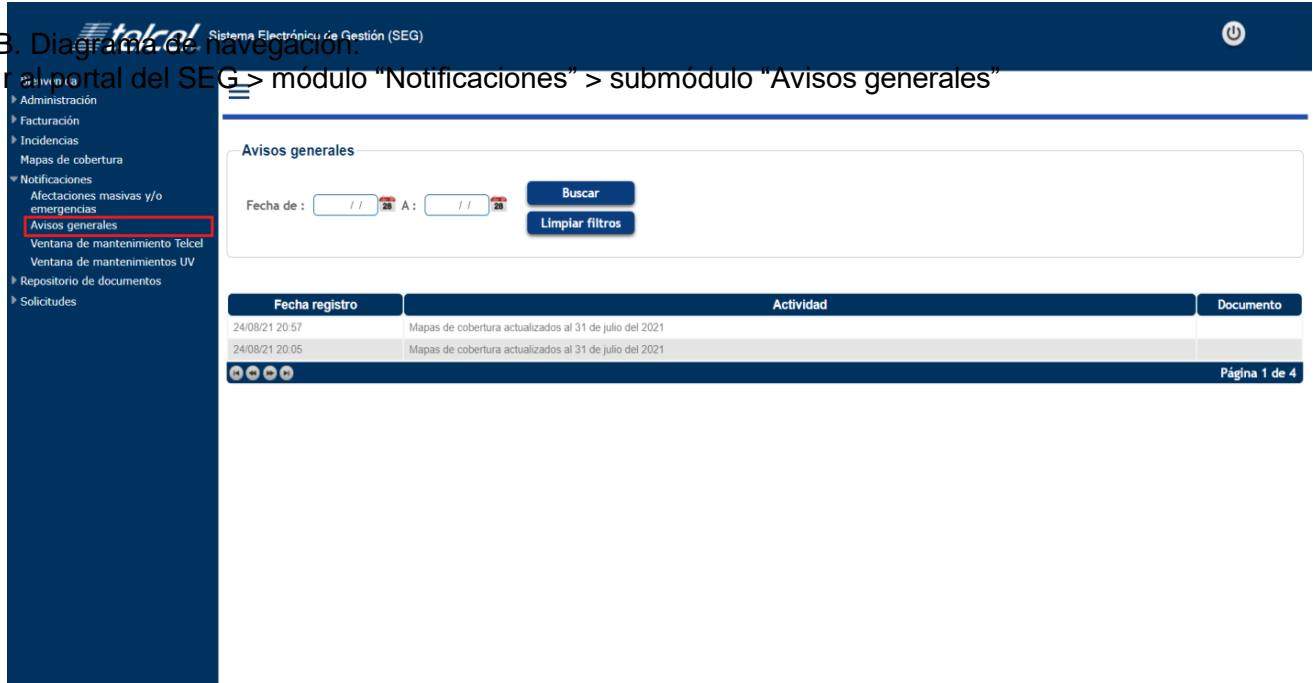 telcel Sistema Electrónico de Gestión (SEG)
B. Diagrama de navegación:
r al portal del SEG > módulo “Notificaciones” > submódulo “Avisos generales”
Administración
Facturación
Incidencias
Mapas de cobertura
Notificaciones
Afectaciones masivas y/o
emergencias
Avisos generales
Ventana de mantenimiento Telcel
Ventana de mantenimientos UV
Repositorio de documentos
Solicitudes
Avisos generales
Fecha de : / / 28 A : / / 28 Buscar
Limpiar filtros
Fecha registro Actividad Documento
24/08/21 20:57 Mapas de cobertura actualizados al 31 de julio del 2021
24/08/21 20:05 Mapas de cobertura actualizados al 31 de julio del 2021
Página 1 de 4